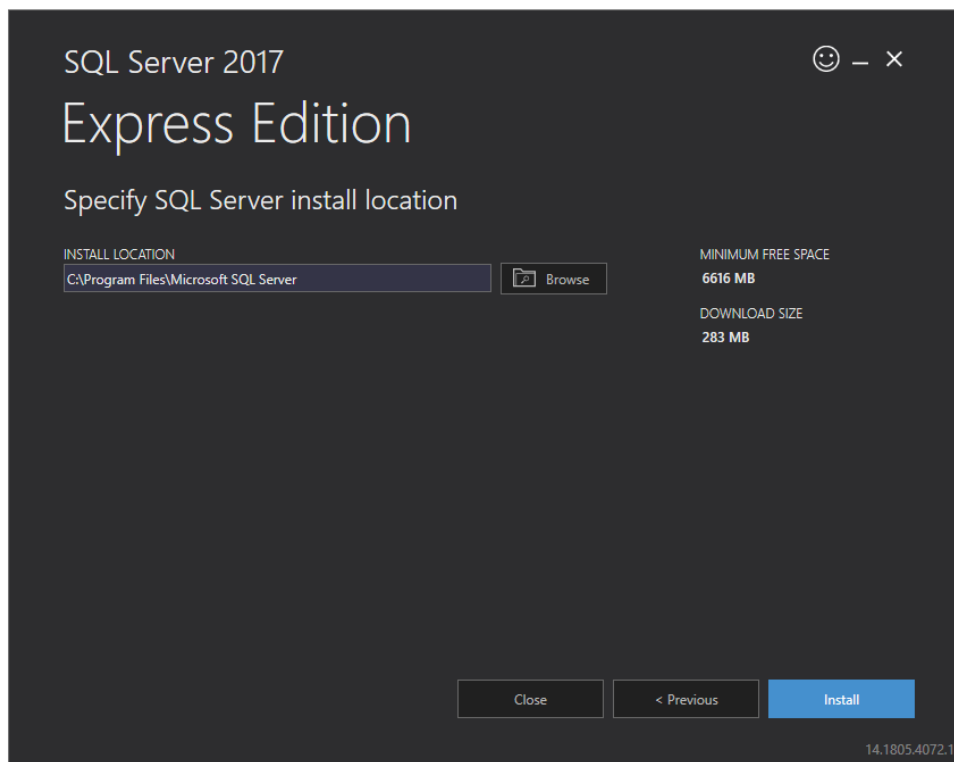 SQL Server 2017
Express Edition
Specify SQL Server install location
INSTALL LOCATION
C:\Program Files\Microsoft SQL Server
Browse
MINIMUM FREE SPACE
6616 MB
DOWNLOAD SIZE
283 MB
Close
< Previous
Install
14.1805.4072.1